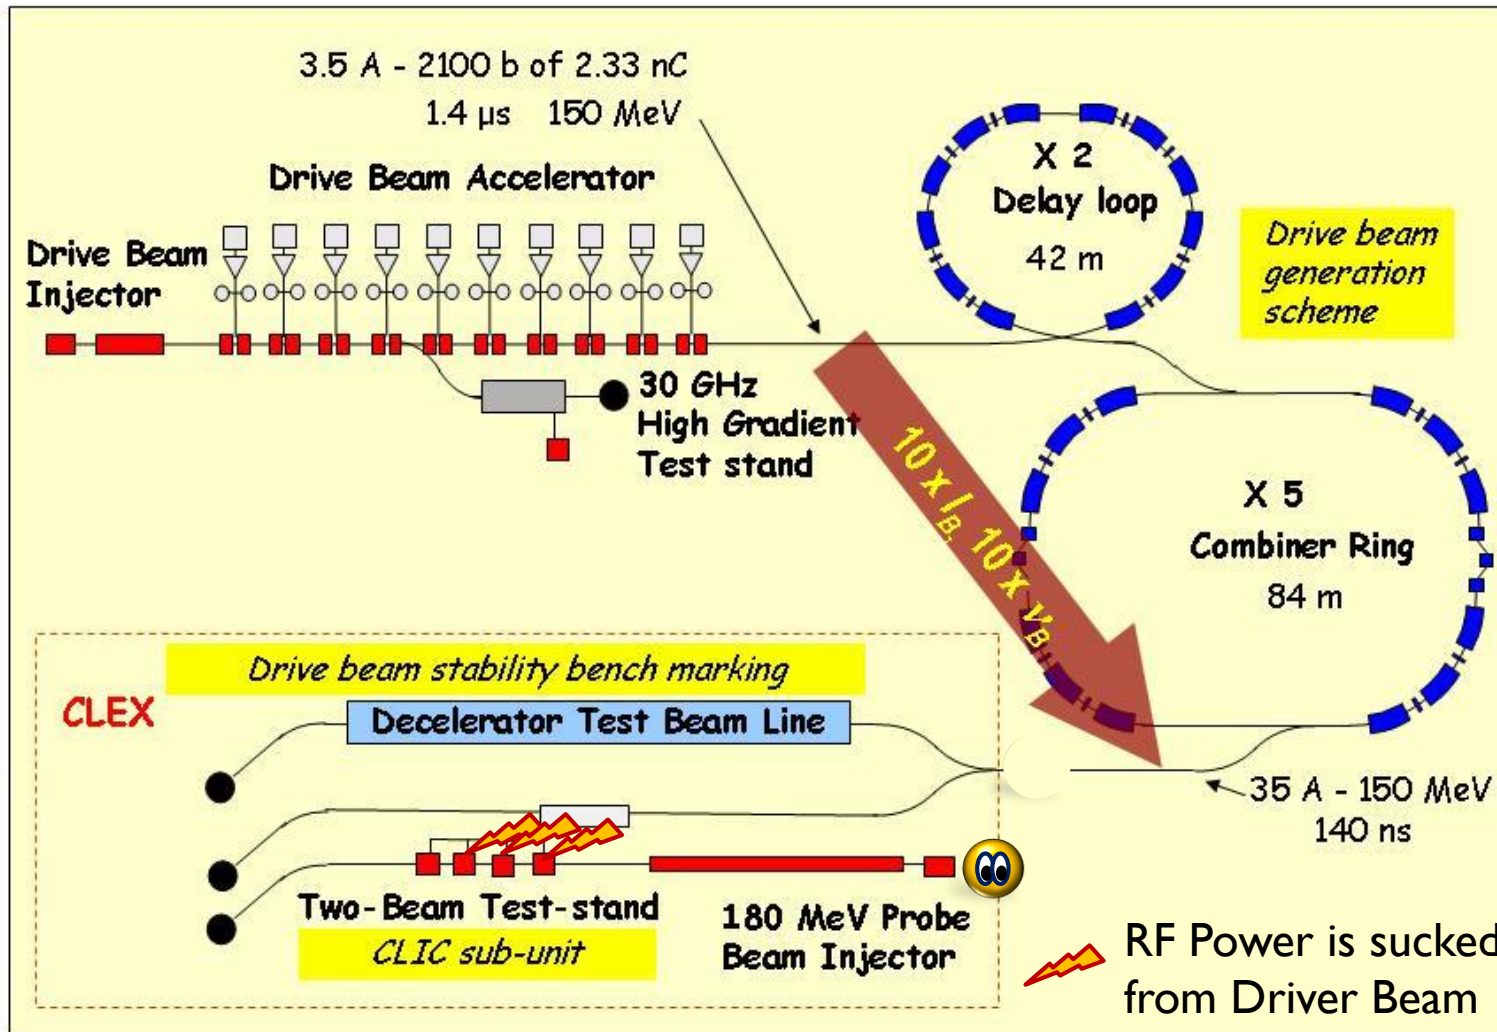 3.5 A - 2100 b of 2.33 nC
1.4 μs 150 MeV
Drive Beam Accelerator
Drive Beam
Injector
X 2
Delay loop
42 m
Drive beam
generation
scheme
30 GHz
High Gradient
Test stand
10 x I_B, 10 x ν_B
X 5
Combiner Ring
84 m
Drive beam stability bench marking
CLEX
Decelerator Test Beam Line
35 A - 150 MeV
140 ns
Two-Beam Test-stand
CLIC sub-unit
180 MeV Probe
Beam Injector
RF Power is sucked
from Driver Beam